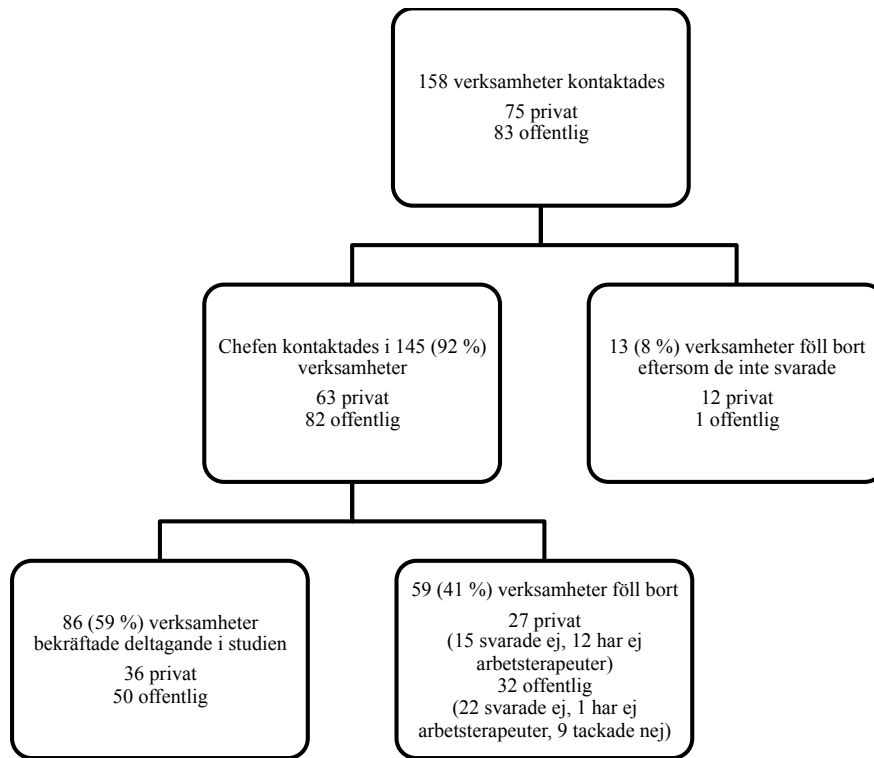 158 verksamheter kontaktades
75 privat
83 offentlig
Chefen kontaktades i 145 (92 %)
verksamheter
63 privat
82 offentlig
13 (8 %) verksamheter föll bort
eftersom de inte svarade
12 privat
1 offentlig
86 (59 %) verksamheter
bekräftade deltagande i studien
36 privat
50 offentlig
59 (41 %) verksamheter föll bort
27 privat
(15 svarade ej, 12 har ej
arbetsterapeuter)
32 offentlig
(22 svarade ej, 1 har ej
arbetsterapeuter, 9 tackade nej)